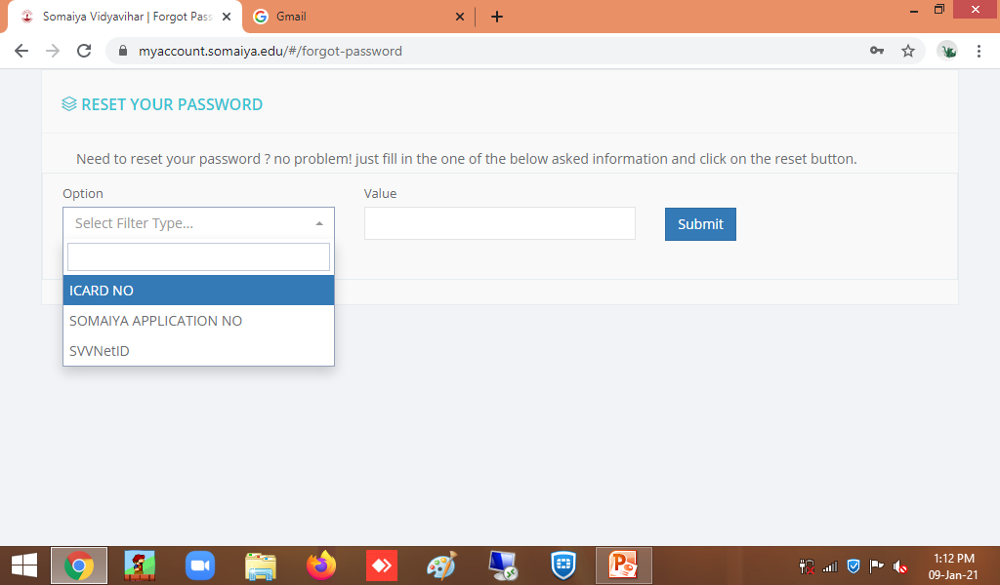 Somaiya Vidyavihar | Forgot Pass
Gmail
myaccount.somaiya.edu/#/forgot-password
RESET YOUR PASSWORD
Need to reset your password ? no problem! just fill in the one of the below asked information and click on the reset button.
Option
Value
Select Filter Type...
Submit
ICARD NO
SOMAIYA APPLICATION NO
SVVNetID
1:12 PM
09-Jan-21